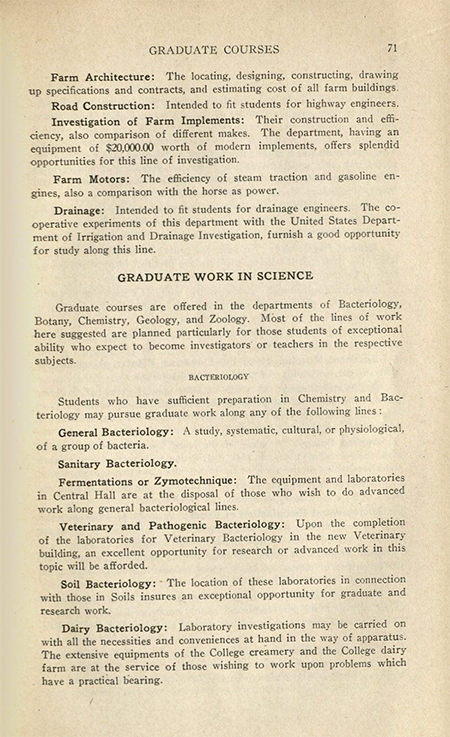 GRADUATE COURSES 71
Farm Architecture: The locating, designing, constructing, drawing
up specifications and contracts, and estimating cost of all farm buildings.
Road Construction: Intended to fit students for highway engineers.
Investigation of Farm Implements: Their construction and effi-
ciency, also comparison of different makes. The department, having an
equipment of $20,000.00 worth of modern implements, offers splendid
opportunities for this line of investigation.
Farm Motors: The efficiency of steam traction and gasoline en-
gines, also a comparison with the horse as power.
Drainage: Intended to fit students for drainage engineers. The co-
operative experiments of this department with the United States Depart-
ment of Irrigation and Drainage Investigation, furnish a good opportunity
for study along this line.
GRADUATE WORK IN SCIENCE
Graduate courses are offered in the departments of Bacteriology,
Botany, Chemistry, Geology, and Zoology. Most of the lines of work
here suggested are planned particularly for those students of exceptional
ability who expect to become investigators or teachers in the respective
subjects.
BACTERIOLOGY
Students who have sufficient preparation in Chemistry and Bac-
teriology may pursue graduate work along any of the following lines:
General Bacteriology: A study, systematic, cultural, or physiological,
of a group of bacteria.
Sanitary Bacteriology.
Fermentations or Zymotechnique: The equipment and laboratories
in Central Hall are at the disposal of those who wish to do advanced
work along general bacteriological lines.
Veterinary and Pathogenic Bacteriology: Upon the completion
of the laboratories for Veterinary Bacteriology in the new Veterinary
building, an excellent opportunity for research or advanced work in this
topic will be afforded.
Soil Bacteriology: The location of these laboratories in connection
with those in Soils insures an exceptional opportunity for graduate and
research work.
Dairy Bacteriology: Laboratory investigations may be carried on
with all the necessities and conveniences at hand in the way of apparatus.
The extensive equipments of the College creamery and the College dairy
farm are at the service of those wishing to work upon problems which
have a practical bearing.